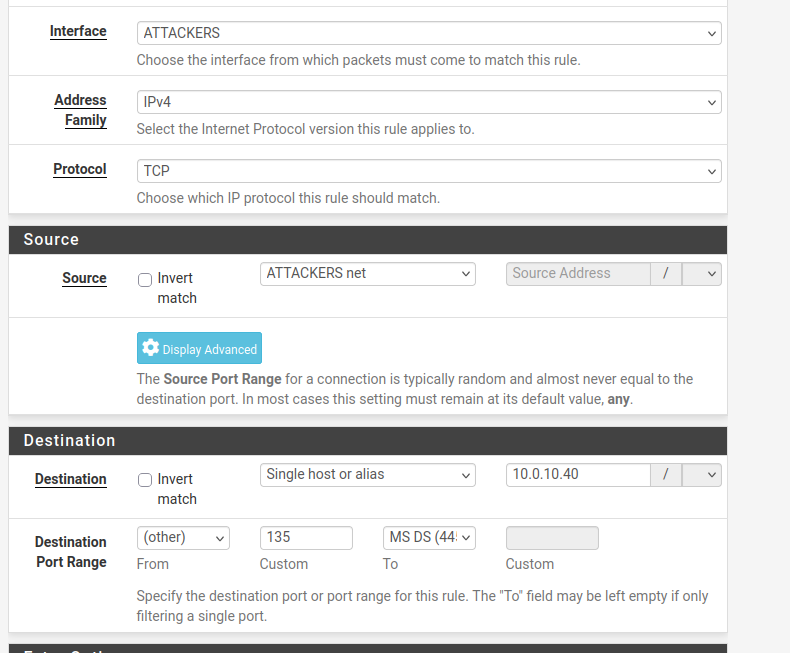 Interface
ATTACKERS
Choose the interface from which packets must come to match this rule.
Address
Family
IPv4
Select the Internet Protocol version this rule applies to.
Protocol
TCP
Choose which IP protocol this rule should match.
Source
Source
Invert
match
ATTACKERS net
Source Address
/
Display Advanced
The Source Port Range for a connection is typically random and almost never equal to the
destination port. In most cases this setting must remain at its default value, any.
Destination
Destination
Invert
match
Single host or alias
10.0.10.40
/
Destination
Port Range
(other)
135
MS DS (445
From
Custom
To
Custom
Specify the destination port or port range for this rule. The "To" field may be left empty if only
filtering a single port.